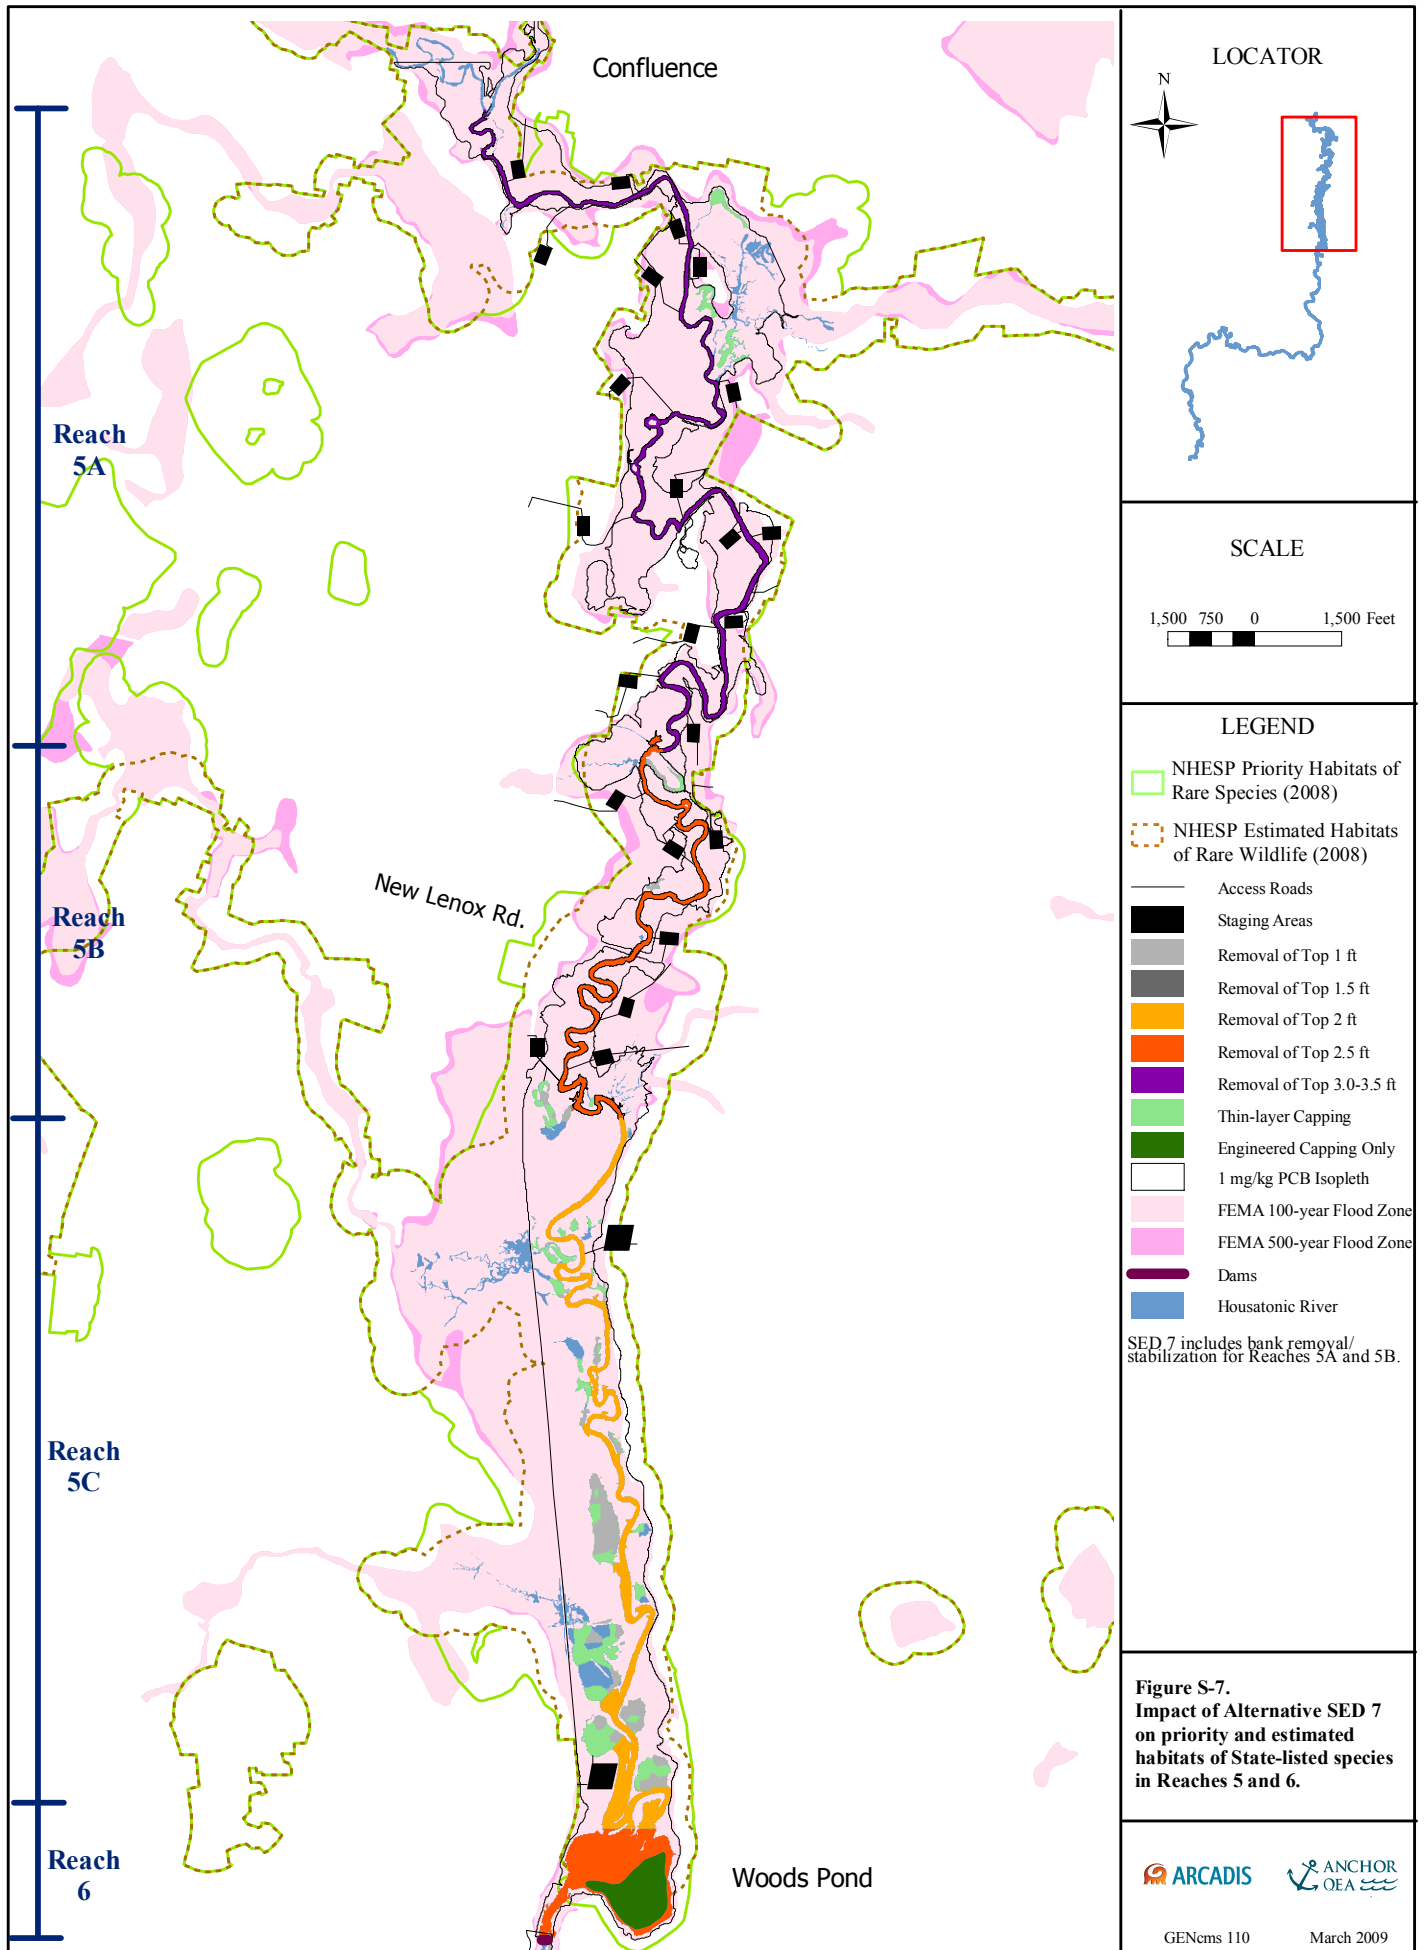 Confluence
Reach
5A
New Lenox Rd.
Reach
5B
Reach
5C
Reach
6
Woods Pond
LOCATOR
N
SCALE
1,500 750 0 1,500 Feet
LEGEND
NHESP Priority Habitats of
Rare Species (2008)
NHESP Estimated Habitats
of Rare Wildlife (2008)
Access Roads
Staging Areas
Removal of Top 1 ft
Removal of Top 1.5 ft
Removal of Top 2 ft
Removal of Top 2.5 ft
Removal of Top 3.0-3.5 ft
Thin-layer Capping
Engineered Capping Only
1 mg/kg PCB Isopleth
FEMA 100-year Flood Zone
FEMA 500-year Flood Zone
Dams
Housatonic River
SED 7 includes bank removal/
stabilization for Reaches 5A and 5B.
Figure S-7.
Impact of Alternative SED 7
on priority and estimated
habitats of State-listed species
in Reaches 5 and 6.
ARCADIS
ANCHOR
QEA
GENcms 110 March 2009